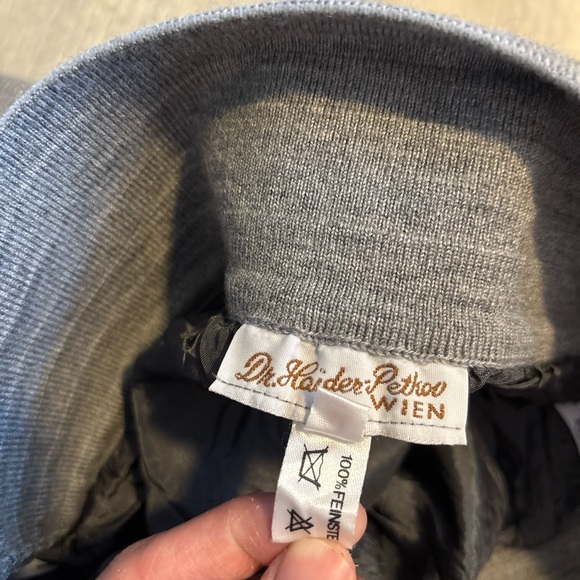 Dr. Haider-Petkov
WIEN
100% FEINSTE